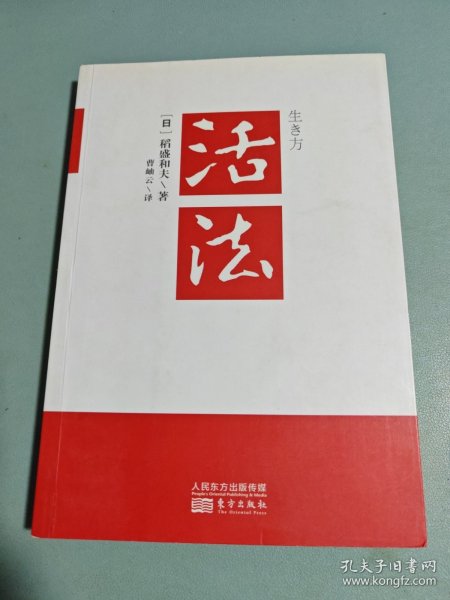 生き方
活法
[日] 稻盛和夫 \ 著
曹岫云 \ 译
人民东方出版传媒
People's Oriental Publishing & Media
东方出版社
The Oriental Press
孔夫子旧书网
www.kongfz.com